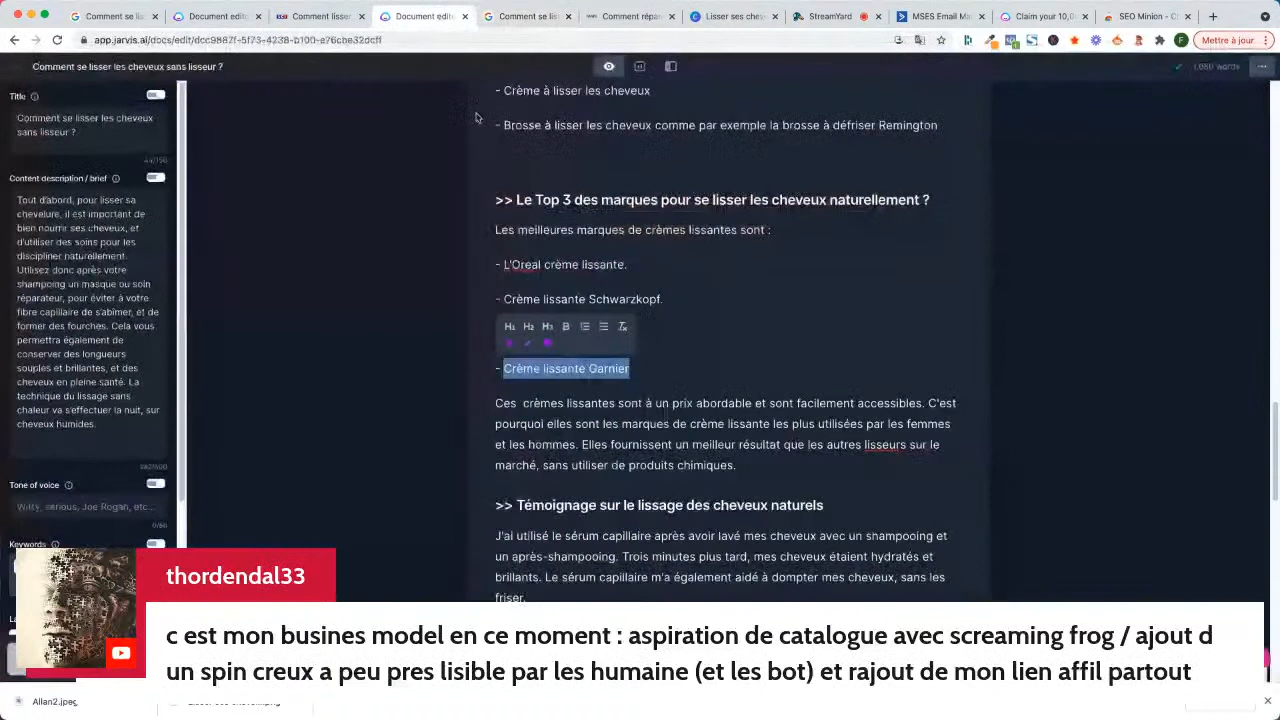 Comment se li
Document edite
Comment lisser
Document edite
Comment se lis
Comment répar
Lisser ses cheve
StreamYard
MSES Email Ma
Claim your 10,0
SEO Minion - C
app.jarvis.ai/docs/edit/
Mettre à jour
Comment se lisser les cheveux sans lisseur ?
words
Title
Comment se lisser les cheveux
sans lisseur ?
Content description / brief
Tout d'abord, pour lisser sa
chevelure, il est important de
bien nourrir ses cheveux, et
d'utiliser des soins pour les
discipliner naturellement.
Utilisez donc après votre
shampoing un masque ou soin
réparateur, pour éviter à votre
fibre capillaire de s'abîmer, et de
former des fourches. Cela vous
permettra également de
conserver des longueurs
souples et brillantes, et des
cheveux en pleine santé. La
technique du lissage sans
chaleur va s'effectuer la nuit, sur
cheveux humides.
Tone of voice
Witty, serious, Joe Rogan, etc...
Keywords
- Crème à lisser les cheveux
- Brosse à lisser les cheveux comme par exemple la brosse à défriser Remington
>> Le Top 3 des marques pour se lisser les cheveux naturellement ?
Les meilleures marques de crèmes lissantes sont :
- L'Oreal crème lissante.
- Crème lissante Schwarzkopf.
H1 H2 H3 B
- Crème lissante Garnier
Ces crèmes lissantes sont à un prix abordable et sont facilement accessibles. C'est
pourquoi elles sont les marques de crème lissante les plus utilisées par les femmes
et les hommes. Elles fournissent un meilleur résultat que les autres lisseurs sur le
marché, sans utiliser de produits chimiques.
>> Témoignage sur le lissage des cheveux naturels
J'ai utilisé le sérum capillaire après avoir lavé mes cheveux avec un shampooing et
un après-shampooing. Trois minutes plus tard, mes cheveux étaient hydratés et
brillants. Le sérum capillaire m'a également aidé à dompter mes cheveux, sans les
friser.
thordendal33
c est mon busines model en ce moment : aspiration de catalogue avec screaming frog / ajout d
un spin creux a peu pres lisible par les humaine (et les bot) et rajout de mon lien affil partout
Allan2.jpeg